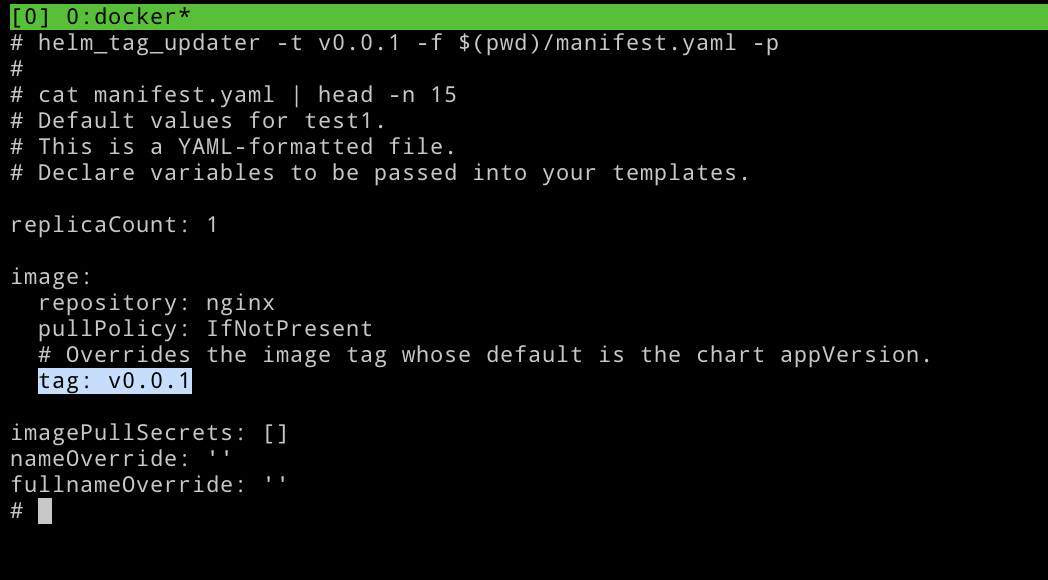 [0] 0:docker*
# helm_tag_updater -t v0.0.1 -f $(pwd)/manifest.yaml -p
#
# cat manifest.yaml | head -n 15
# Default values for test1.
# This is a YAML-formatted file.
# Declare variables to be passed into your templates.

replicaCount: 1

image:
  repository: nginx
  pullPolicy: IfNotPresent
  # Overrides the image tag whose default is the chart appVersion.
  tag: v0.0.1

imagePullSecrets: []
nameOverride: ''
fullnameOverride: ''
#